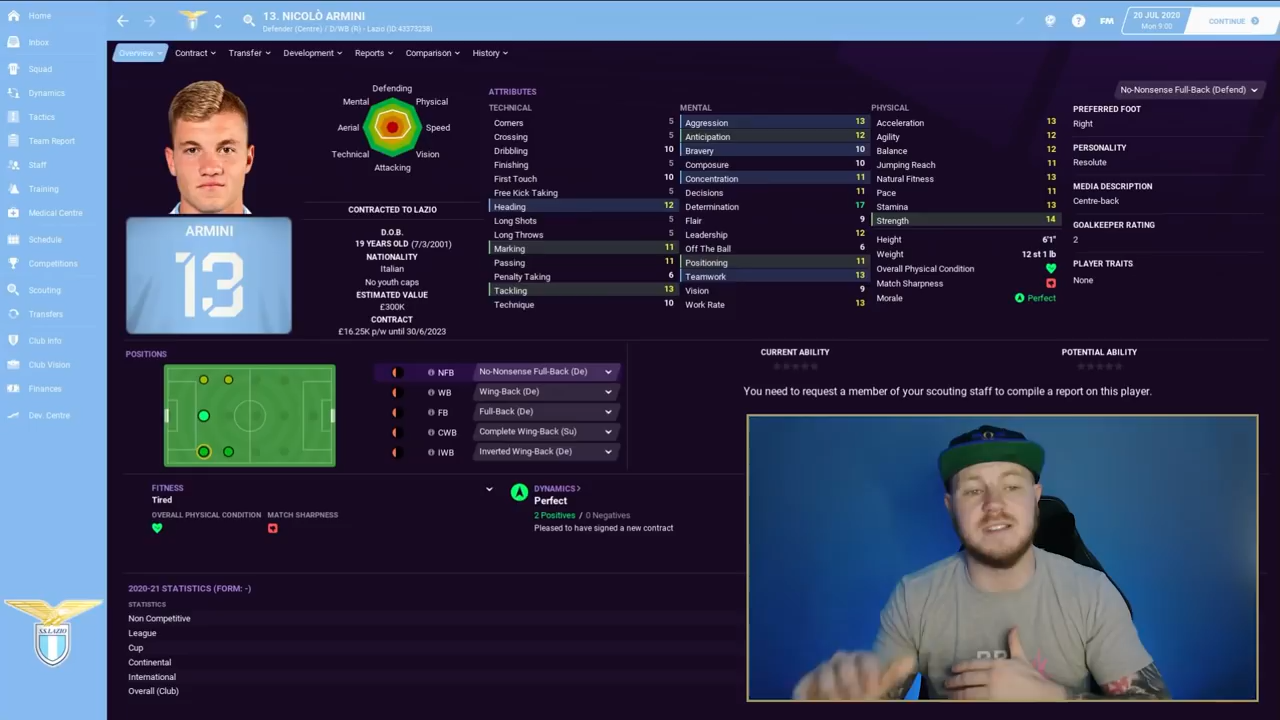 Home
Inbox
Squad
Dynamics
Tactics
Team Report
Staff
Training
Medical Centre
Schedule
Competitions
Scouting
Transfers
Club Info
Club Vision
Finances
Dev. Centre
S.S.LAZIO
13. NICOLÒ ARMINI
Defender (Centre) / D/WB (R) - Lazio (ID:43373238)
FM
20 JUL 2020
Mon 9:00
CONTINUE
Overview
Contract
Transfer
Development
Reports
Comparison
History
ARMINI
13
Defending
Mental Physical
Aerial Speed
Technical Vision
Attacking
CONTRACTED TO LAZIO
D.O.B.
19 YEARS OLD (7/3/2001)
NATIONALITY
Italian
No youth caps
ESTIMATED VALUE
£300K
CONTRACT
£16.25K p/w until 30/6/2023
ATTRIBUTES
TECHNICAL
Corners 5
Crossing 5
Dribbling 10
Finishing 5
First Touch 10
Free Kick Taking 5
Heading 12
Long Shots 5
Long Throws 5
Marking 11
Passing 11
Penalty Taking 6
Tackling 13
Technique 10
MENTAL
Aggression 13
Anticipation 12
Bravery 10
Composure 10
Concentration 11
Decisions 11
Determination 17
Flair 9
Leadership 12
Off The Ball 6
Positioning 11
Teamwork 13
Vision 9
Work Rate 13
PHYSICAL
Acceleration 13
Agility 12
Balance 12
Jumping Reach 11
Natural Fitness 13
Pace 11
Stamina 13
Strength 14
Height 6'1"
Weight 12 st 1 lb
Overall Physical Condition
Match Sharpness
Morale Perfect
No-Nonsense Full-Back (Defend)
PREFERRED FOOT
Right
PERSONALITY
Resolute
MEDIA DESCRIPTION
Centre-back
GOALKEEPER RATING
2
PLAYER TRAITS
None
POSITIONS
NFB No-Nonsense Full-Back (De)
WB Wing-Back (De)
FB Full-Back (De)
CWB Complete Wing-Back (Su)
IWB Inverted Wing-Back (De)
CURRENT ABILITY
POTENTIAL ABILITY
You need to request a member of your scouting staff to compile a report on this player.
FITNESS
Tired
OVERALL PHYSICAL CONDITION MATCH SHARPNESS
DYNAMICS >
Perfect
2 Positives / 0 Negatives
Pleased to have signed a new contract
2020-21 STATISTICS (FORM: -)
STATISTICS
Non Competitive
League
Cup
Continental
International
Overall (Club)